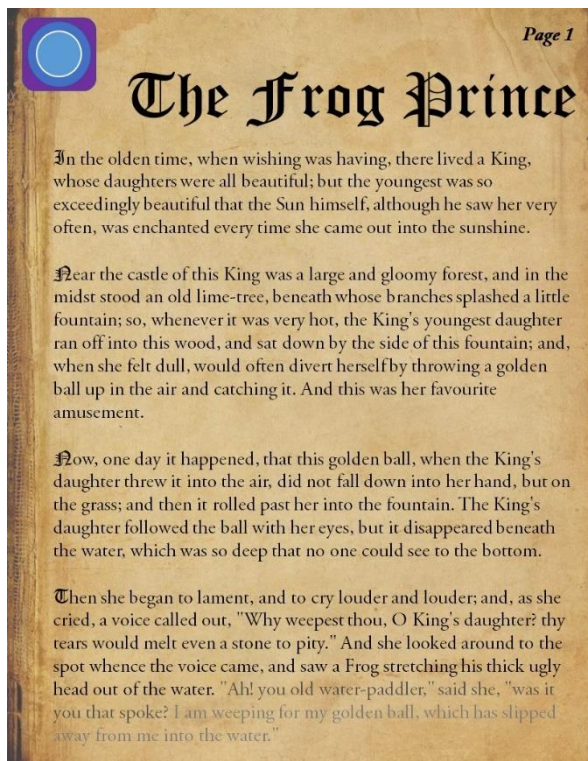 Page 1
The Frog Prince
In the olden time, when wishing was having, there lived a King,
whose daughters were all beautiful; but the youngest was so
exceedingly beautiful that the Sun himself, although he saw her very
often, was enchanted every time she came out into the sunshine.
Near the castle of this King was a large and gloomy forest, and in the
midst stood an old lime-tree, beneath whose branches splashed a little
fountain; so, whenever it was very hot, the King's youngest daughter
ran off into this wood, and sat down by the side of this fountain; and,
when she felt dull, would often divert herself by throwing a golden
ball up in the air and catching it. And this was her favourite
amusement.
Now, one day it happened, that this golden ball, when the King's
daughter threw it into the air, did not fall down into her hand, but on
the grass; and then it rolled past her into the fountain. The King's
daughter followed the ball with her eyes, but it disappeared beneath
the water, which was so deep that no one could see to the bottom.
Then she began to lament, and to cry louder and louder; and, as she
cried, a voice called out, "Why weepest thou, O King's daughter? thy
tears would melt even a stone to pity." And she looked around to the
spot whence the voice came, and saw a Frog stretching his thick ugly
head out of the water. "Ah! you old water-paddler," said she, "was it
you that spoke? I am weeping for my golden ball, which has slipped
away from me into the water."